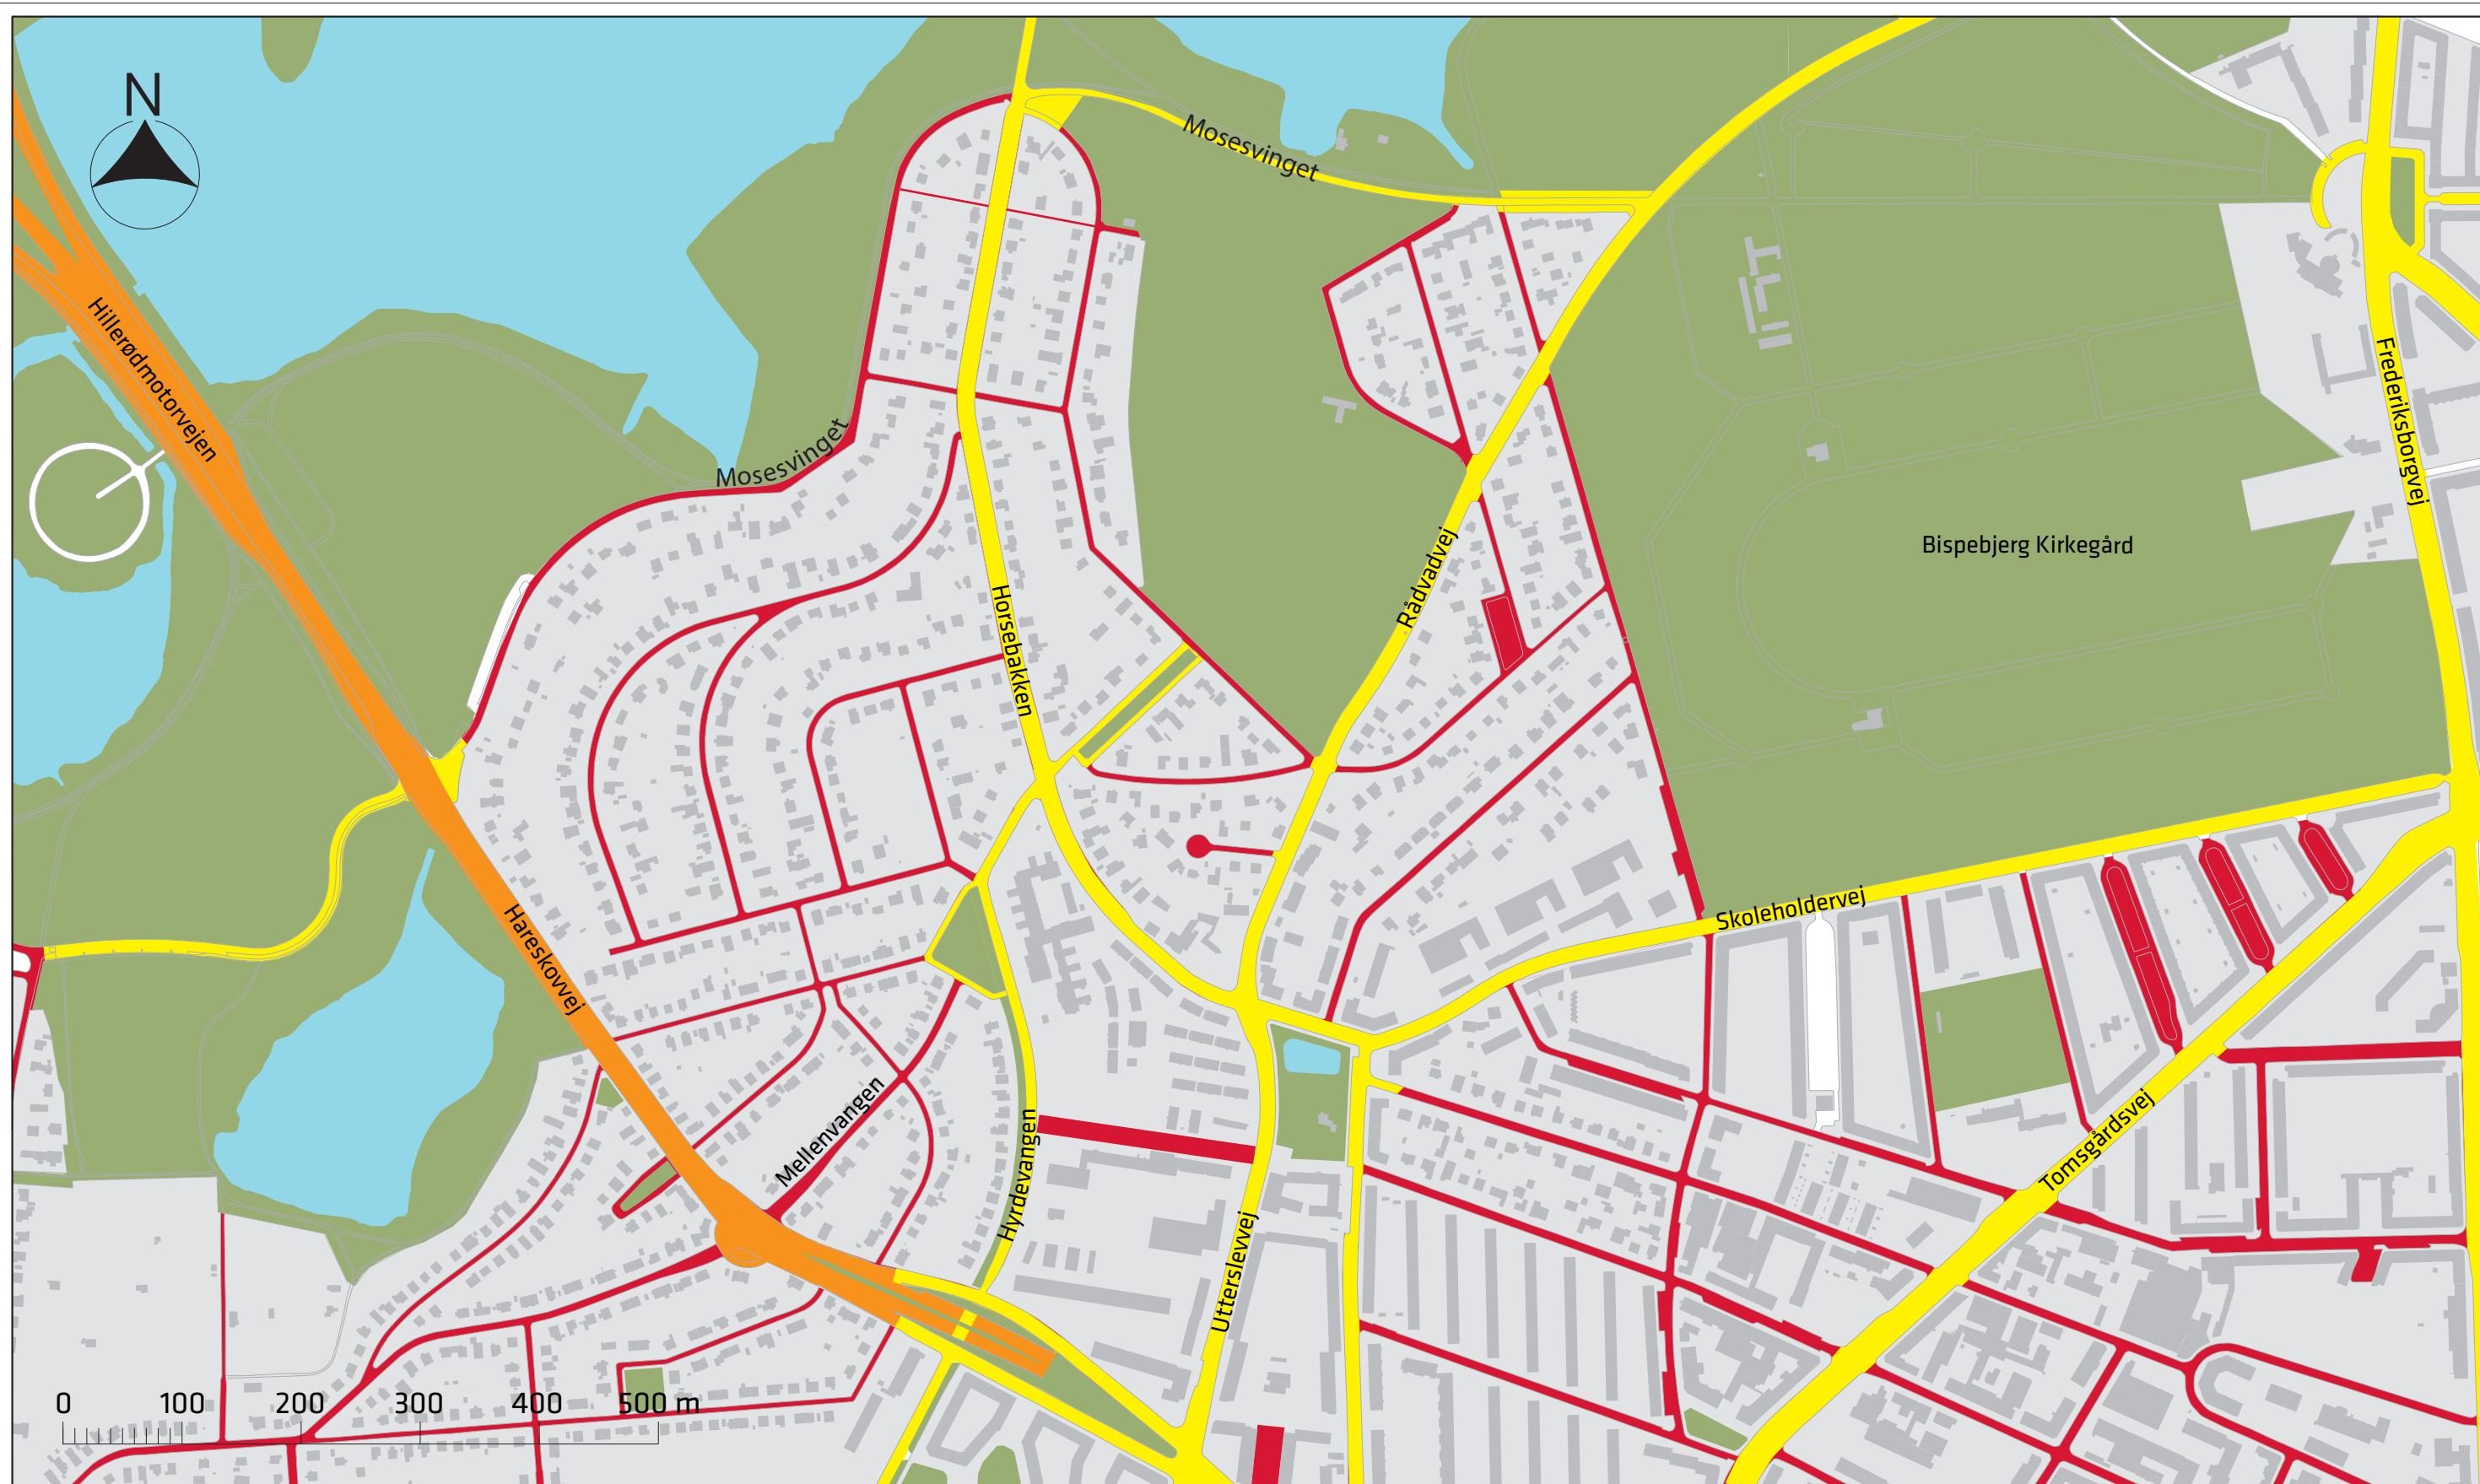 N
Mosesvinget
Hillerødmotorvejen
Frederiksborgvej
Mosesvinget
Bispebjerg Kirkegård
Rådvadvej
Horsebakken
Skoleholdervej
Hareskovvej
Mellenvangen
Tomsgårdsvej
Hyrdevangen
Utterslevvej
0 100 200 300 400 500 m